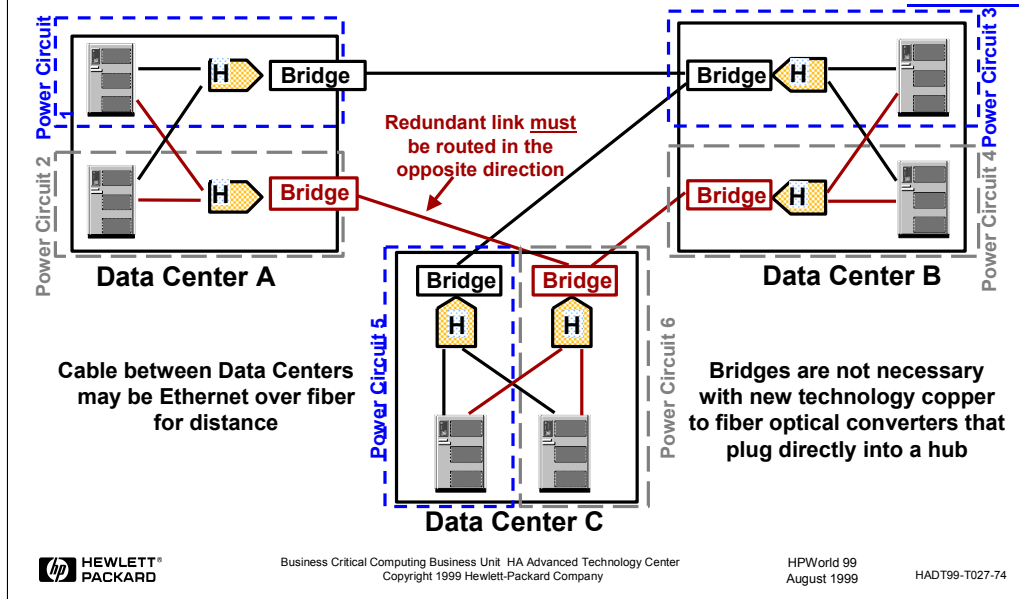 Power Circuit 1
H
Bridge
Power Circuit 2
H
Bridge
Data Center A
Redundant link must
be routed in the
opposite direction
Bridge
H
Power Circuit 3
Bridge
H
Power Circuit 4
Data Center B
Bridge
H
Power Circuit 5
Bridge
H
Power Circuit 6
Data Center C
Cable between Data Centers
may be Ethernet over fiber
for distance
Bridges are not necessary
with new technology copper
to fiber optical converters that
plug directly into a hub
hp
HEWLETT®
PACKARD
Business Critical Computing Business Unit HA Advanced Technology Center
Copyright 1999 Hewlett-Packard Company
HPWorld 99
August 1999
HADT99-T027-74